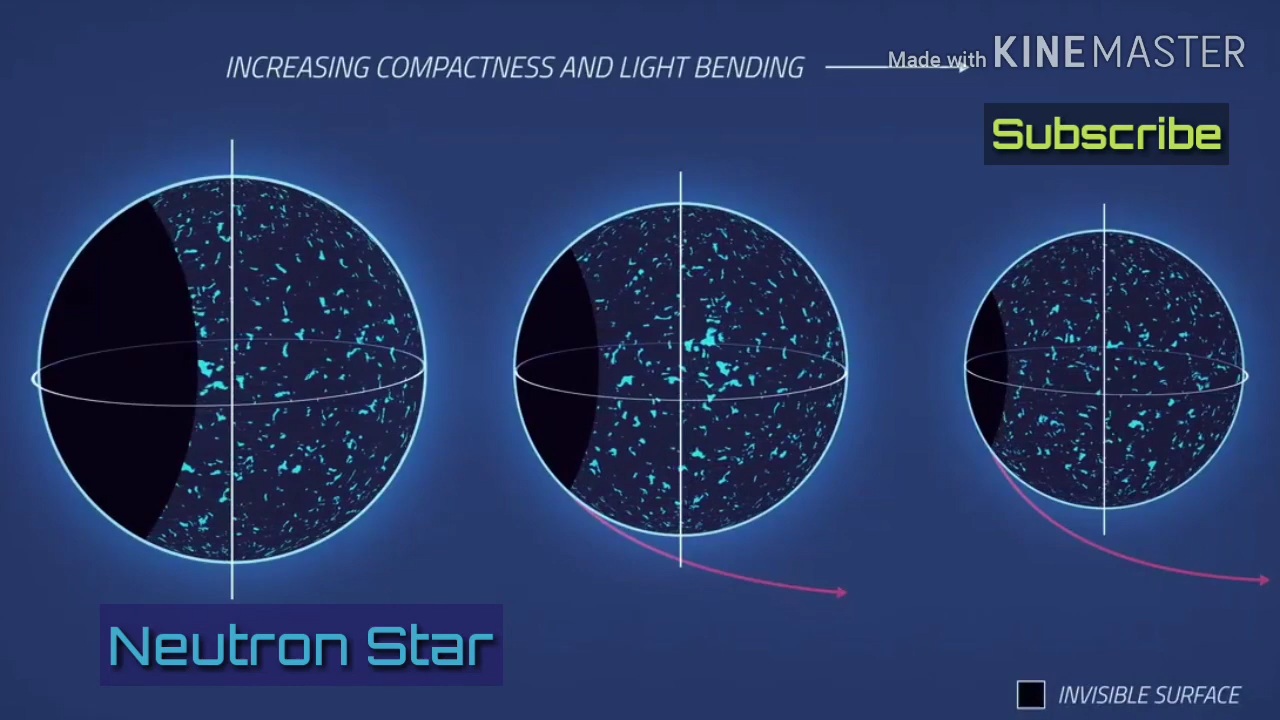 INCREASING COMPACTNESS AND LIGHT BENDING
Made with KINEMASTER
Subscribe
Neutron Star
INVISIBLE SURFACE